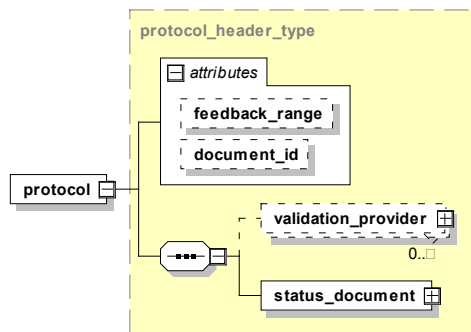 protocol_header_type
attributes
feedback_range
document_id
protocol
validation_provider
0..□
status_document